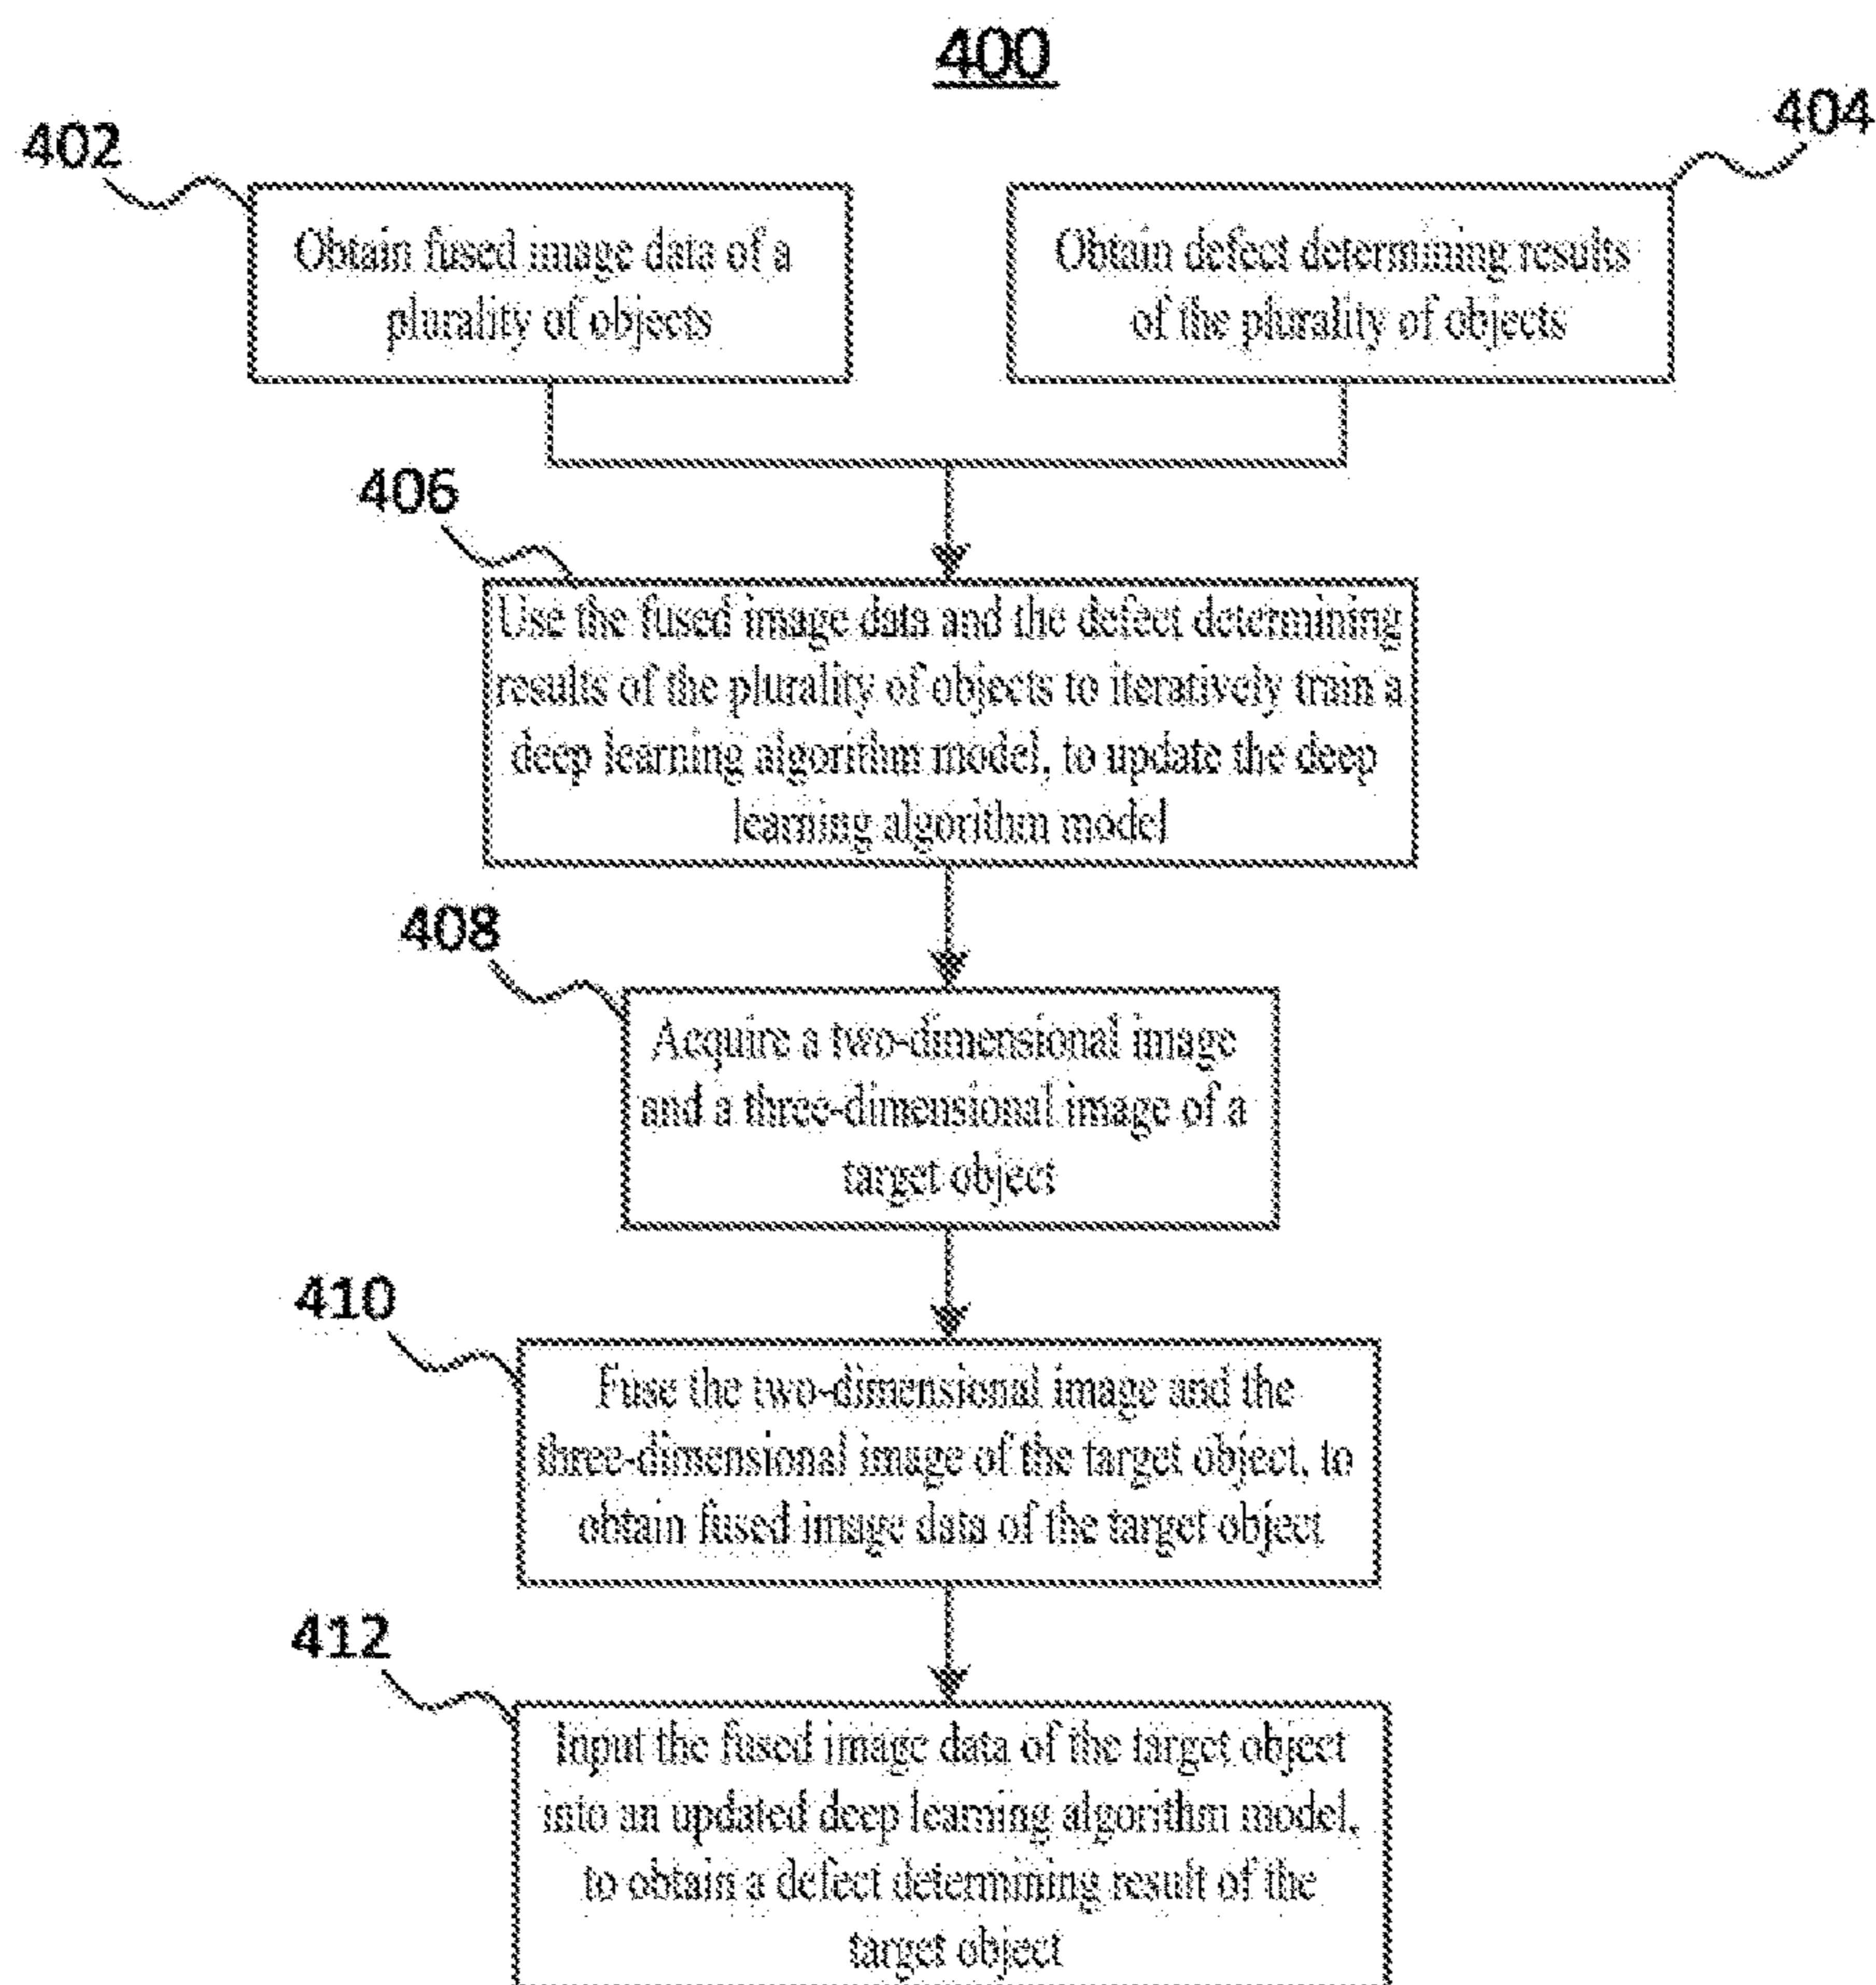 400
402
404
Obtain fused image data of a
plurality of objects
Obtain defect determining results
of the plurality of objects
406
Use the fused image data and the defect determining
results of the plurality of objects to iteratively train a
deep learning algorithm model, to update the deep
learning algorithm model
408
Acquire a two-dimensional image
and a three-dimensional image of a
target object
410
Fuse the two-dimensional image and the
three-dimensional image of the target object, to
obtain fused image data of the target object
412
Input the fused image data of the target object
into an updated deep learning algorithm model,
to obtain a defect determining result of the
target object